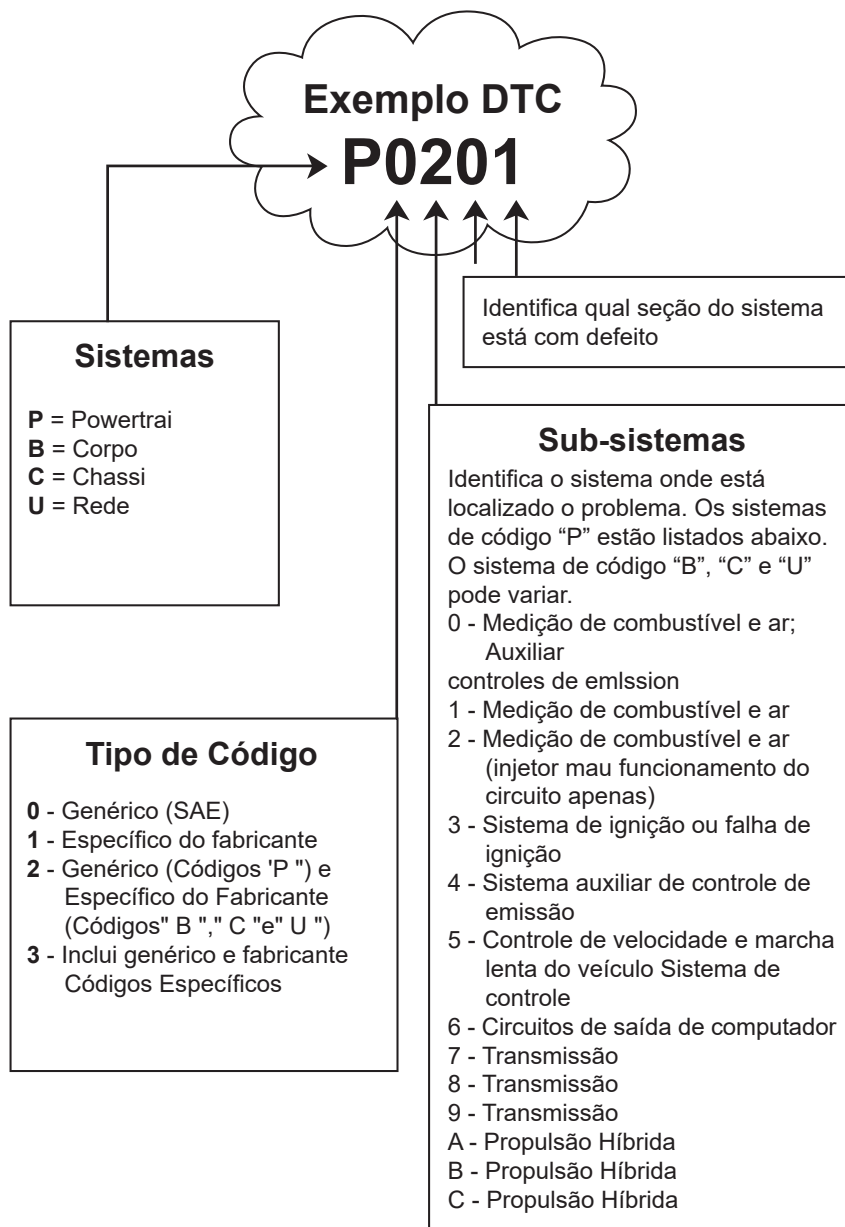 Exemplo DTC
P0201
Identifica qual seção do sistema
está com defeito
Sistemas
P = Powertrai
B = Corpo
C = Chassi
U = Rede
Sub-sistemas
Identifica o sistema onde está
localizado o problema. Os sistemas
de código “P” estão listados abaixo.
O sistema de código “B”, “C” e “U”
pode variar.
0 - Medição de combustível e ar;
Auxiliar
controles de emlssion
1 - Medição de combustível e ar
2 - Medição de combustível e ar
(injetor mau funcionamento do
circuito apenas)
3 - Sistema de ignição ou falha de
ignição
4 - Sistema auxiliar de controle de
emissão
5 - Controle de velocidade e marcha
lenta do veículo Sistema de
controle
6 - Circuitos de saída de computador
7 - Transmissão
8 - Transmissão
9 - Transmissão
A - Propulsão Híbrida
B - Propulsão Híbrida
C - Propulsão Híbrida
Tipo de Código
0 - Genérico (SAE)
1 - Específico do fabricante
2 - Genérico (Códigos 'P ") e
Específico do Fabricante
(Códigos" B "," C "e" U ")
3 - Inclui genérico e fabricante
Códigos Específicos